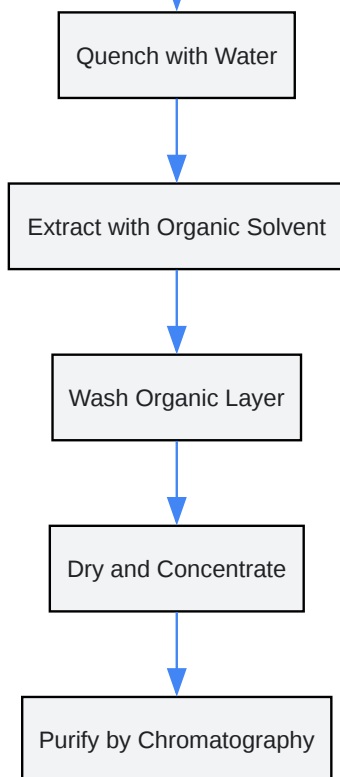 Quench with Water
Extract with Organic Solvent
Wash Organic Layer
Dry and Concentrate
Purify by Chromatography